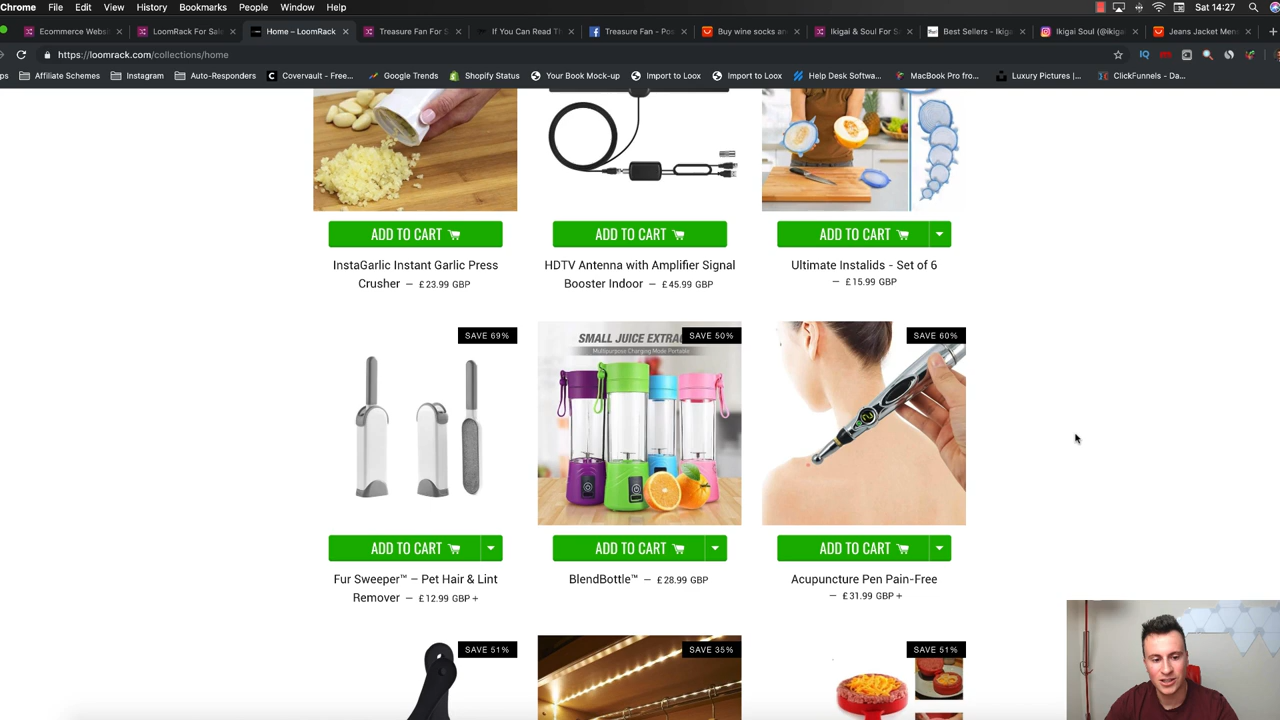 Chrome File Edit View History Bookmarks People Window Help
Sat 14:27
Ecommerce Websi
LoomRack For Sale
Home – LoomRack
Treasure Fan For S
If You Can Read Th
Treasure Fan - Pos
Buy wine socks an
Ikigai & Soul For S
Best Sellers - Ikiga
Ikigai Soul (@ikiga
Jeans Jacket Men
https://loomrack.com/collections/home
Affiliate Schemes
Instagram
Auto-Responders
Covervault - Free...
Google Trends
Shopify Status
Your Book Mock-up
Import to Loox
Import to Loox
Help Desk Softwa...
MacBook Pro fro...
Luxury Pictures |...
ClickFunnels - Da...
ADD TO CART
ADD TO CART
ADD TO CART
InstaGarlic Instant Garlic Press
Crusher — £23.99 GBP
HDTV Antenna with Amplifier Signal
Booster Indoor — £45.99 GBP
Ultimate Instalids - Set of 6
— £15.99 GBP
SAVE 69%
SMALL JUICE EXTRA
SAVE 50%
Multipurpose Charging Mode Portable
SAVE 60%
ADD TO CART
ADD TO CART
ADD TO CART
Fur Sweeper™ – Pet Hair & Lint
Remover — £12.99 GBP +
BlendBottle™ — £28.99 GBP
Acupuncture Pen Pain-Free
— £31.99 GBP +
SAVE 51%
SAVE 35%
SAVE 51%